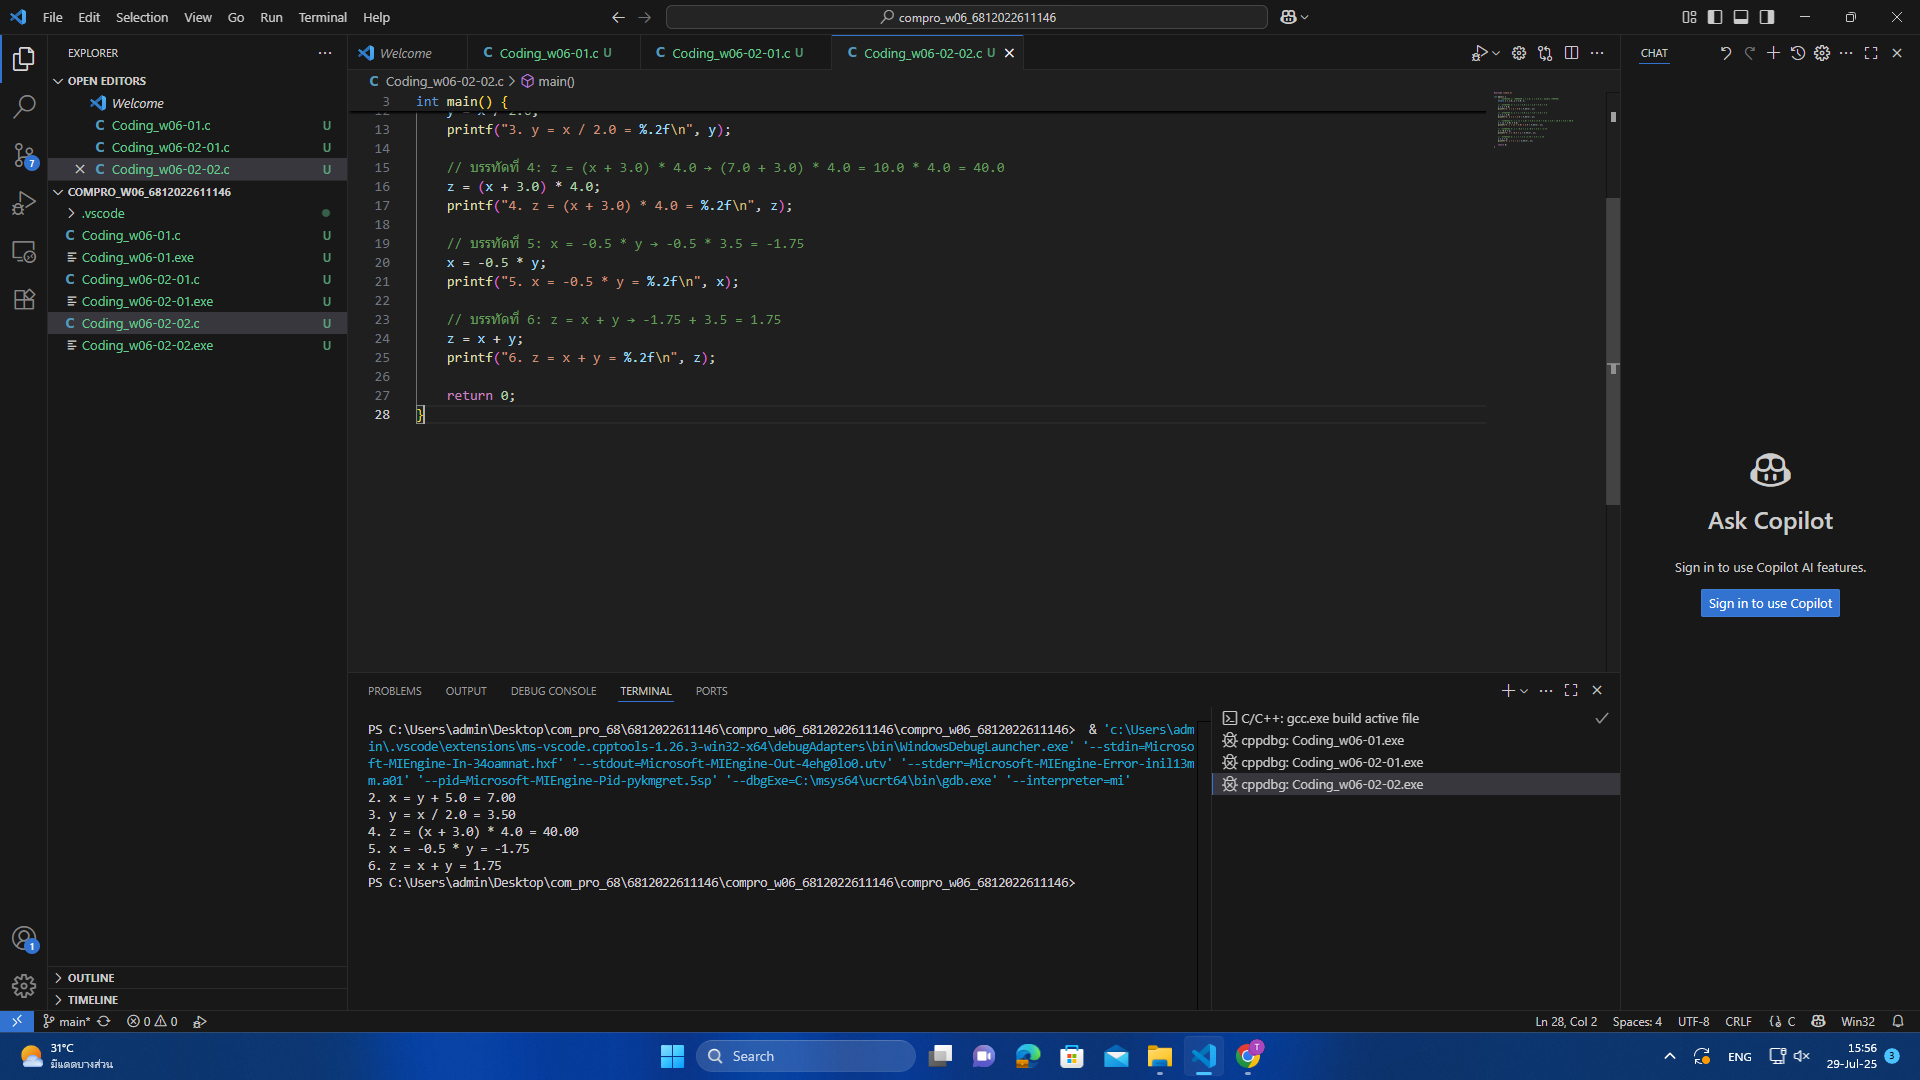 File Edit Selection View Go Run Terminal Help
compro_w06_6812022611146
EXPLORER
OPEN EDITORS
Welcome
Coding_w06-01.c U
Coding_w06-02-01.c U
Coding_w06-02-02.c U
COMPRO_W06_6812022611146
.vscode
Coding_w06-01.c U
Coding_w06-01.exe U
Coding_w06-02-01.c U
Coding_w06-02-01.exe U
Coding_w06-02-02.c U
Coding_w06-02-02.exe U
OUTLINE
TIMELINE
7
1
Welcome
C Coding_w06-01.c U
C Coding_w06-02-01.c U
C Coding_w06-02-02.c U
C Coding_w06-02-02.c > main()
3 int main() {
13 printf("3. y = x / 2.0 = %.2f\n", y);
14
15 // บรรทัดที่ 4: z = (x + 3.0) * 4.0 → (7.0 + 3.0) * 4.0 = 10.0 * 4.0 = 40.0
16 z = (x + 3.0) * 4.0;
17 printf("4. z = (x + 3.0) * 4.0 = %.2f\n", z);
18
19 // บรรทัดที่ 5: x = -0.5 * y → -0.5 * 3.5 = -1.75
20 x = -0.5 * y;
21 printf("5. x = -0.5 * y = %.2f\n", x);
22
23 // บรรทัดที่ 6: z = x + y → -1.75 + 3.5 = 1.75
24 z = x + y;
25 printf("6. z = x + y = %.2f\n", z);
26
27 return 0;
28 }
PROBLEMS OUTPUT DEBUG CONSOLE TERMINAL PORTS
PS C:\Users\admin\Desktop\com_pro_68\6812022611146\compro_w06_6812022611146\compro_w06_6812022611146> & 'c:\Users\adm
in\.vscode\extensions\ms-vscode.cpptools-1.26.3-win32-x64\debugAdapters\bin\WindowsDebugLauncher.exe' '--stdin=Microso
ft-MIEngine-In-34oamnat.hxf' '--stdout=Microsoft-MIEngine-Out-4ehg0lo0.utv' '--stderr=Microsoft-MIEngine-Error-inil13m
m.a01' '--pid=Microsoft-MIEngine-Pid-pykmgret.5sp' '--dbgExe=C:\msys64\ucrt64\bin\gdb.exe' '--interpreter=mi'
2. x = y + 5.0 = 7.00
3. y = x / 2.0 = 3.50
4. z = (x + 3.0) * 4.0 = 40.00
5. x = -0.5 * y = -1.75
6. z = x + y = 1.75
PS C:\Users\admin\Desktop\com_pro_68\6812022611146\compro_w06_6812022611146\compro_w06_6812022611146>
C/C++: gcc.exe build active file
cppdbg: Coding_w06-01.exe
cppdbg: Coding_w06-02-01.exe
cppdbg: Coding_w06-02-02.exe
CHAT
Ask Copilot
Sign in to use Copilot AI features.
Sign in to use Copilot
main* 0 0
Ln 28, Col 2 Spaces: 4 UTF-8 CRLF C Win32
31°C
มีแดดบางส่วน
Search
T
ENG
15:56
29-Jul-25
3